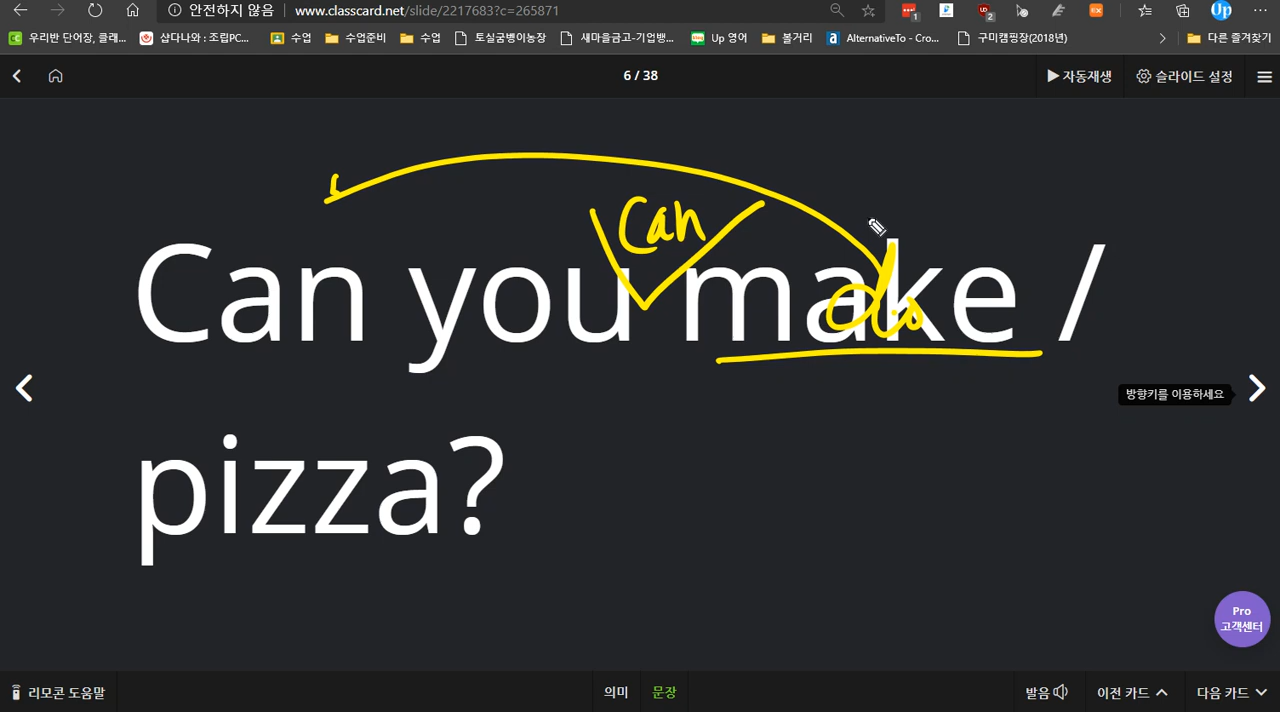 안전하지 않음 www.classcard.net/slide/2217683?c=265871
1 2 EX Up
우리반 단어장, 클래... 삽다나와 : 조립PC... 수업 수업준비 수업 토실굼벵이농장 새마을금고-기업뱅... Up 영어 볼거리 AlternativeTo - Cro... 구미캠핑장(2018년) 다른 즐겨찾기
6 / 38 자동재생 슬라이드 설정
can
Can you make /
do
방향키를 이용하세요
pizza?
Pro
고객센터
리모콘 도움말 의미 문장 발음 이전 카드 다음 카드